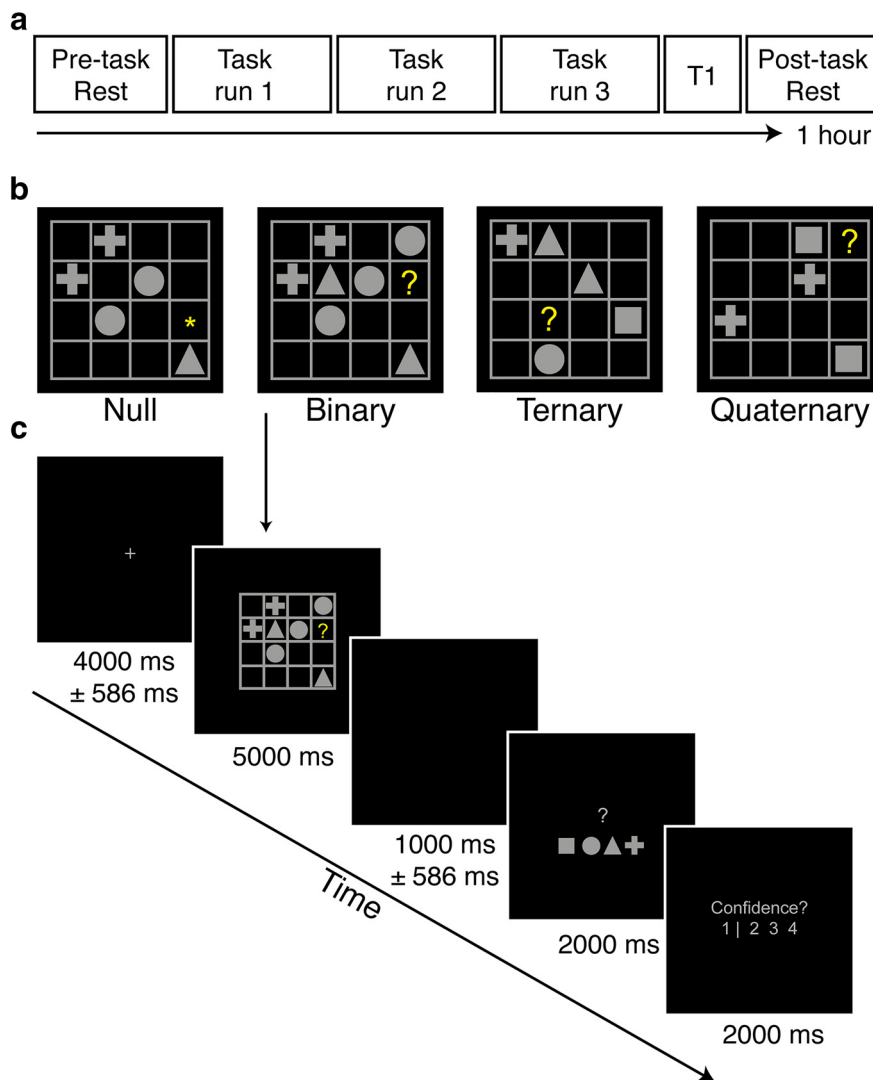 a
Pre-task
Rest
Task
run 1
Task
run 2
Task
run 3
T1
Post-task
Rest
1 hour
b
*
?
?
?
Null
Binary
Ternary
Quaternary
c
+
4000 ms
± 586 ms
?
5000 ms
1000 ms
± 586 ms
?
2000 ms
Confidence?
1 | 2 3 4
2000 ms
Time